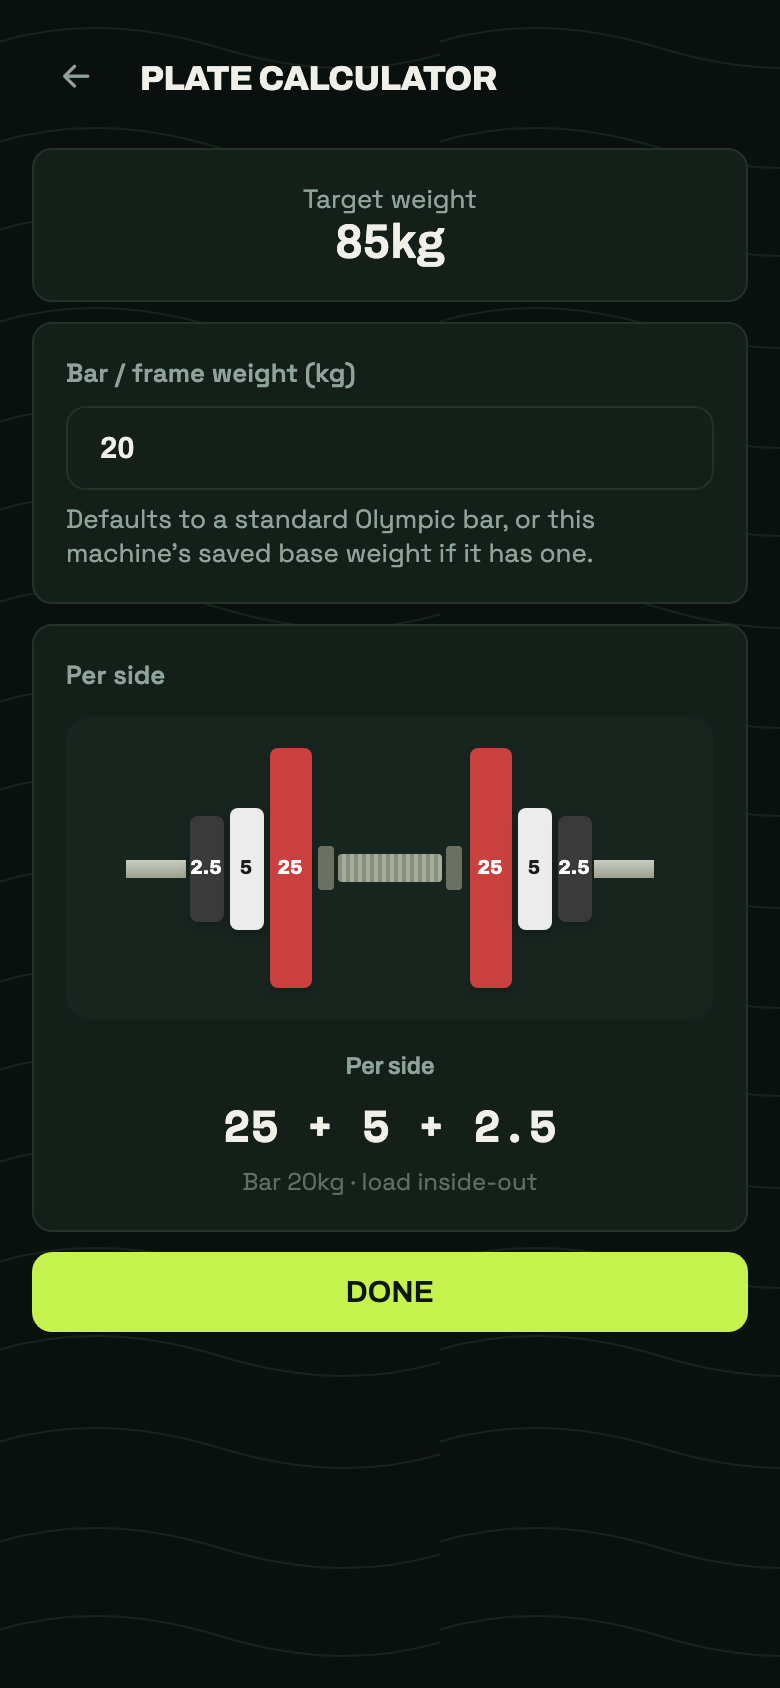 PLATE CALCULATOR
Target weight
85kg
Bar / frame weight (kg)
20
Defaults to a standard Olympic bar, or this
machine's saved base weight if it has one.
Per side
2.5 5 25 25 5 2.5
Per side
25 + 5 + 2.5
Bar 20kg · load inside-out
DONE